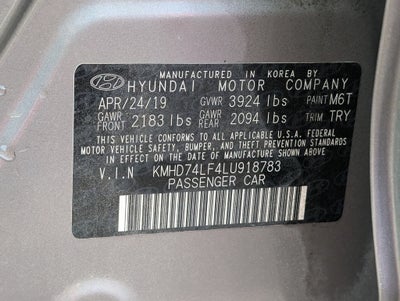 MANUFACTURED IN KOREA BY
HYUNDAI MOTOR COMPANY
APR/24/19 GVWR 3924 lbs PAINT M6T
GAWR FRONT 2183 lbs GAWR REAR 2094 lbs TRIM TRY
THIS VEHICLE CONFORMS TO ALL APPLICABLE U.S.A. FEDERAL
MOTOR VEHICLE SAFETY, BUMPER, AND THEFT PREVENTION
STANDARDS IN EFFECT ON THE DATE OF MANUFACTURE SHOWN ABOVE.
V.I.N KMHD74LF4LU918783
PASSENGER CAR